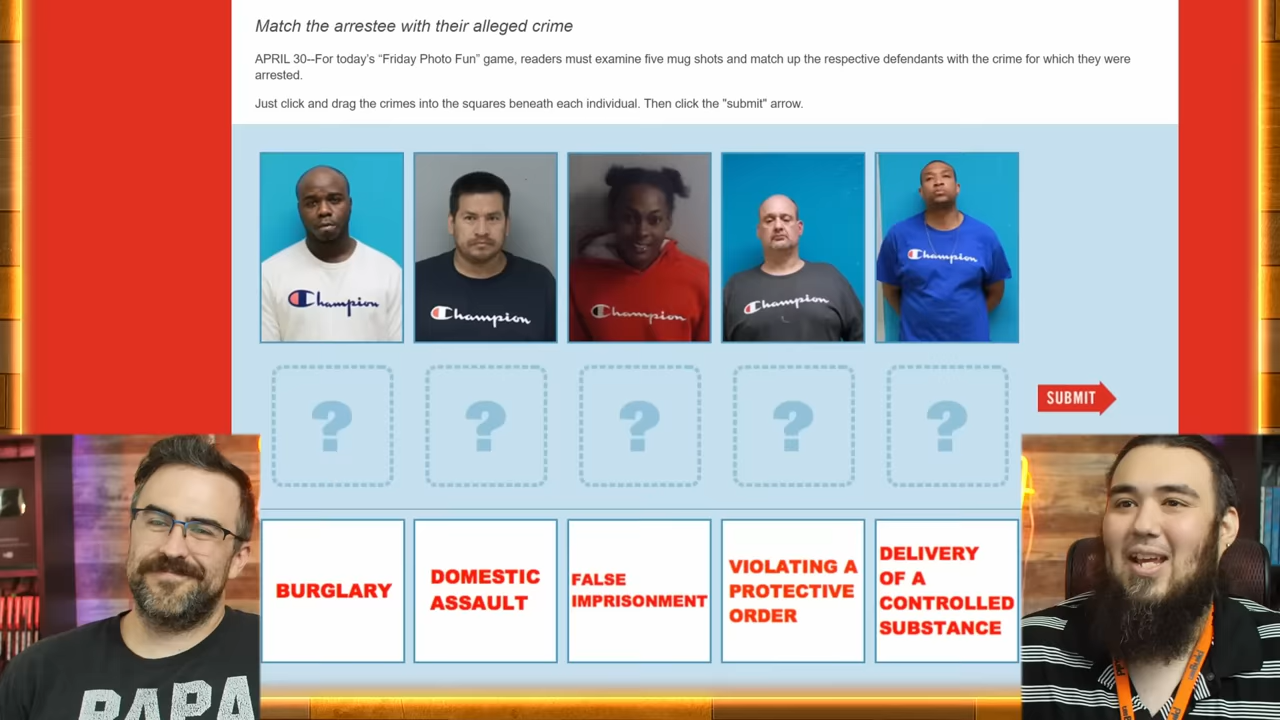 Match the arrestee with their alleged crime
APRIL 30--For today's “Friday Photo Fun” game, readers must examine five mug shots and match up the respective defendants with the crime for which they were
arrested.
Just click and drag the crimes into the squares beneath each individual. Then click the "submit" arrow.
Champion
Champion
Champion
Champion
Champion
?
?
?
?
?
SUBMIT
BURGLARY
DOMESTIC
ASSAULT
FALSE
IMPRISONMENT
VIOLATING A
PROTECTIVE
ORDER
DELIVERY
OF A
CONTROLLED
SUBSTANCE
PAPA